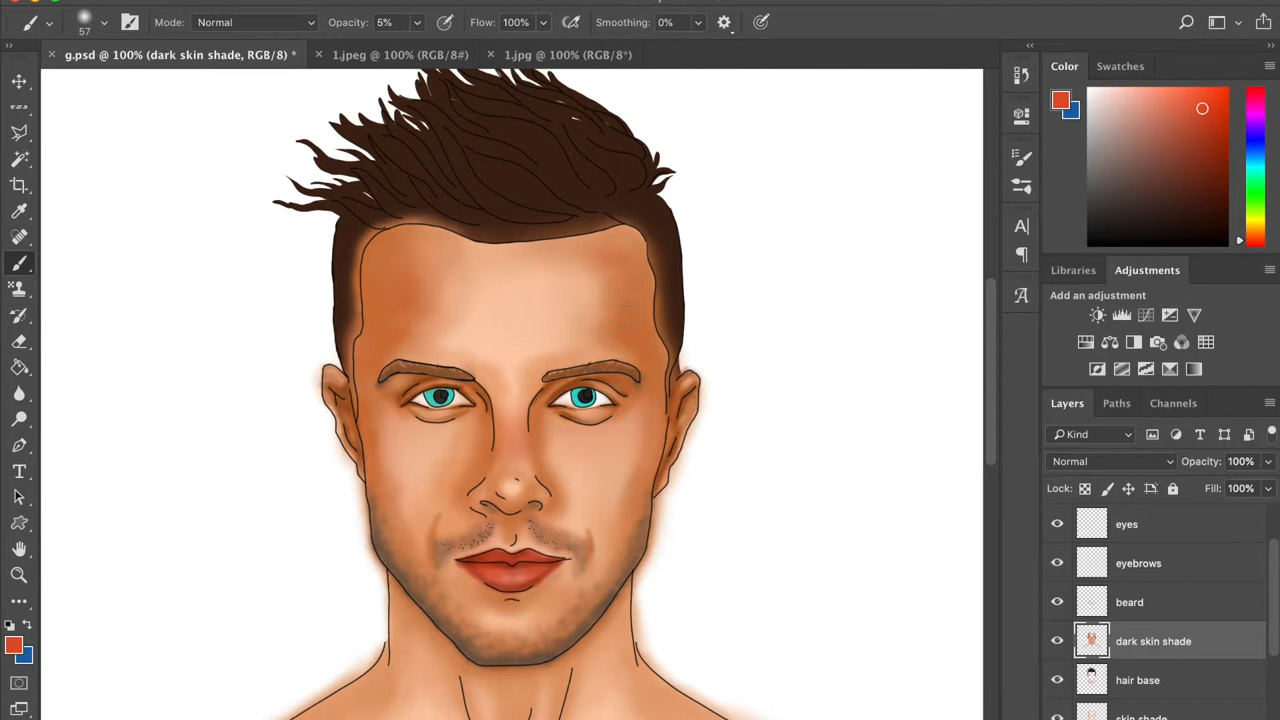 57 Mode: Normal Opacity: 5% Flow: 100% Smoothing: 0%
g.psd @ 100% (dark skin shade, RGB/8) * 1.jpeg @ 100% (RGB/8#) 1.jpg @ 100% (RGB/8*)
Color Swatches
Libraries Adjustments
Add an adjustment
Layers Paths Channels
Kind
Normal Opacity: 100%
Lock: Fill: 100%
eyes
eyebrows
beard
dark skin shade
hair base
skin shade